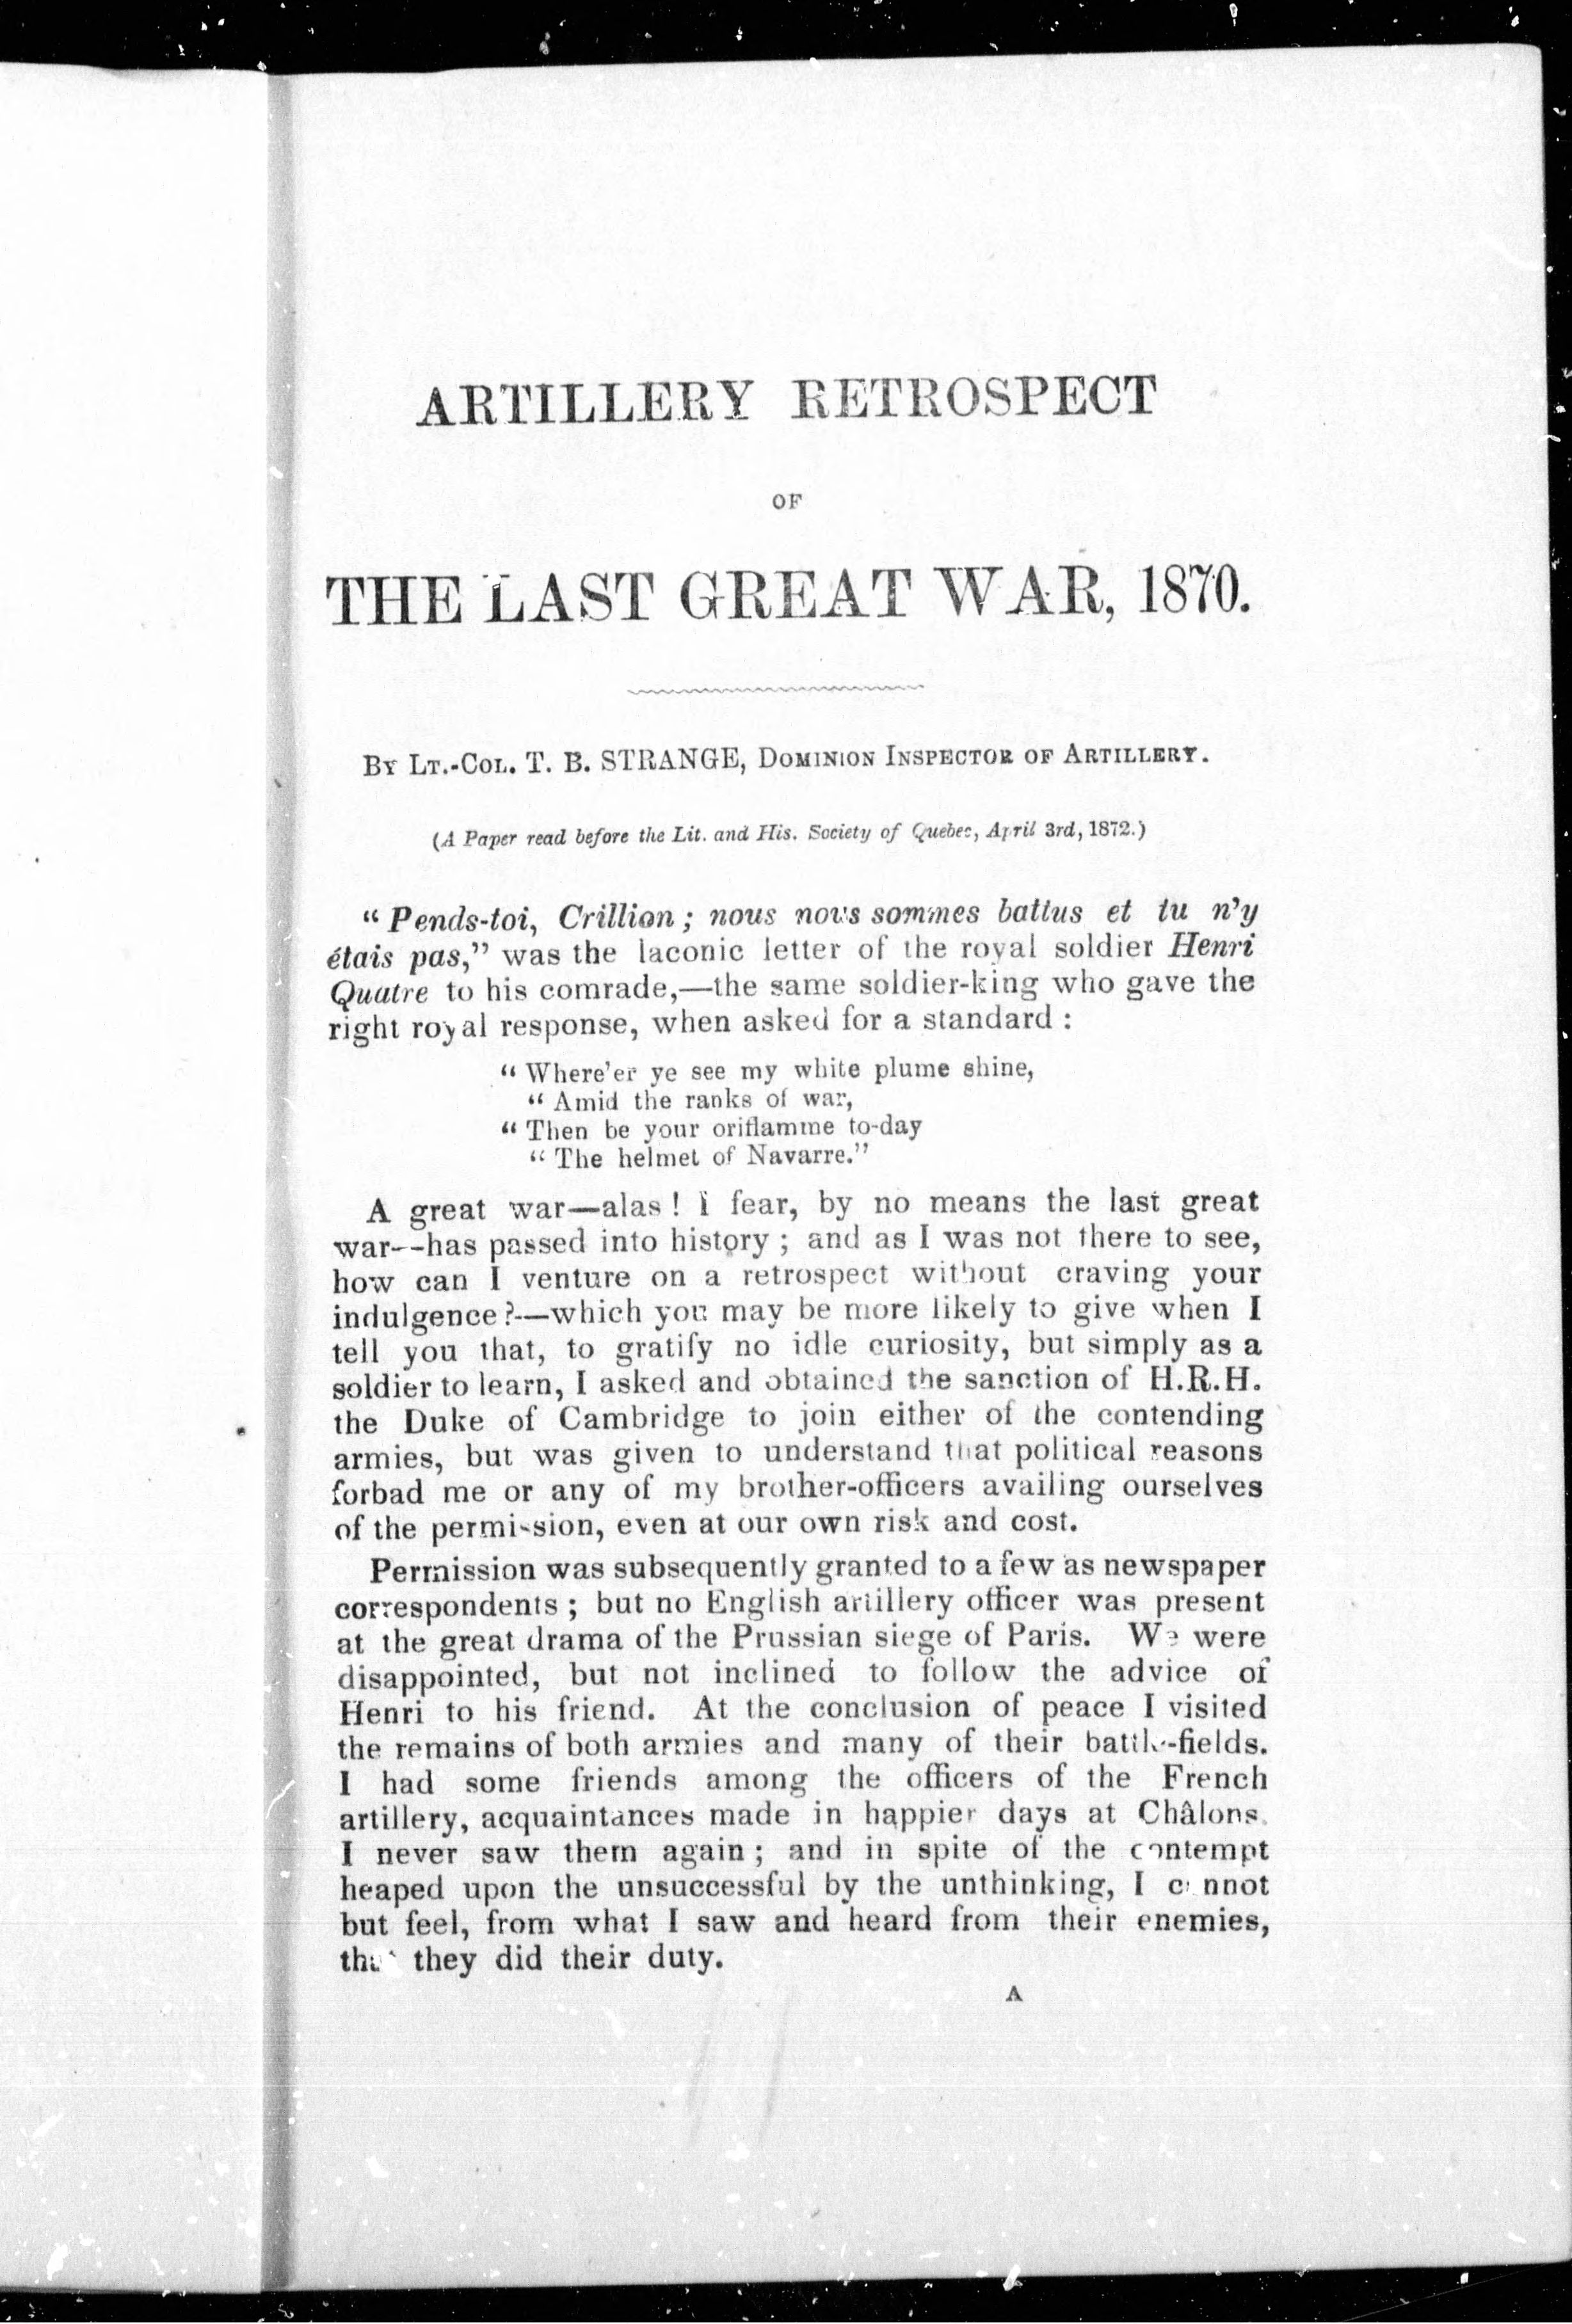 ARTILLERY RETROSPECT
OF
THE LAST GREAT WAR, 1870.
BY LT.-COL. T. B. STRANGE, DOMINION INSPECTOR OF ARTILLERY.
(A Paper read before the Lit. and His. Society of Quebec, April 3rd, 1872.)
“ Pends-toi, Crillion ; nous nous sommes battus et tu n’y
étais pas,” was the laconic letter of the royal soldier Henri
Quatre to his comrade,—the same soldier-king who gave the
right royal response, when asked for a standard :
“ Where’er ye see my white plume shine,
“ Amid the ranks of war,
“ Then be your oriflamme to-day
“ The helmet of Navarre.”
A great war—alas ! I fear, by no means the last great
war--has passed into history ; and as I was not there to see,
how can I venture on a retrospect without craving your
indulgence ?—which you may be more likely to give when I
tell you that, to gratify no idle curiosity, but simply as a
soldier to learn, I asked and obtained the sanction of H.R.H.
the Duke of Cambridge to join either of the contending
armies, but was given to understand that political reasons
forbad me or any of my brother-officers availing ourselves
of the permission, even at our own risk and cost.
Permission was subsequently granted to a few as newspaper
correspondents ; but no English artillery officer was present
at the great drama of the Prussian siege of Paris. We were
disappointed, but not inclined to follow the advice of
Henri to his friend. At the conclusion of peace I visited
the remains of both armies and many of their battle-fields.
I had some friends among the officers of the French
artillery, acquaintances made in happier days at Châlons.
I never saw them again ; and in spite of the contempt
heaped upon the unsuccessful by the unthinking, I cannot
but feel, from what I saw and heard from their enemies,
that they did their duty.
A